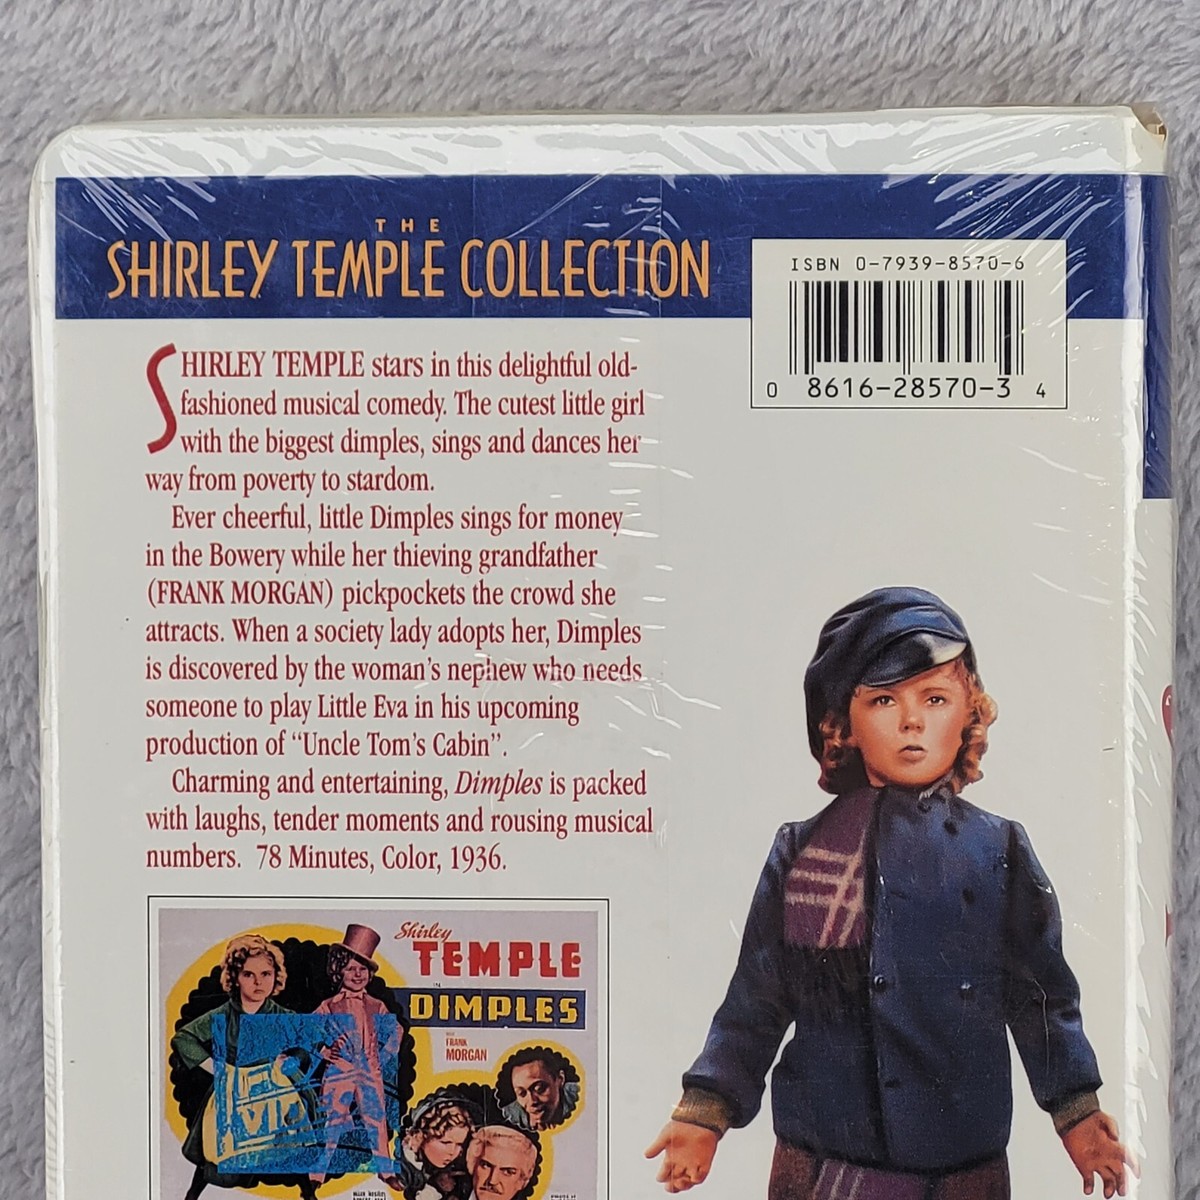 THE
SHIRLEY TEMPLE COLLECTION
ISBN 0-7939-8570-6
0 8616-28570-3 4
SHIRLEY TEMPLE stars in this delightful old-
fashioned musical comedy. The cutest little girl
with the biggest dimples, sings and dances her
way from poverty to stardom.
Ever cheerful, little Dimples sings for money
in the Bowery while her thieving grandfather
(FRANK MORGAN) pickpockets the crowd she
attracts. When a society lady adopts her, Dimples
is discovered by the woman's nephew who needs
someone to play Little Eva in his upcoming
production of “Uncle Tom's Cabin”.
Charming and entertaining, Dimples is packed
with laughs, tender moments and rousing musical
numbers. 78 Minutes, Color, 1936.
Shirley
TEMPLE
IN
DIMPLES
WITH
FRANK
MORGAN